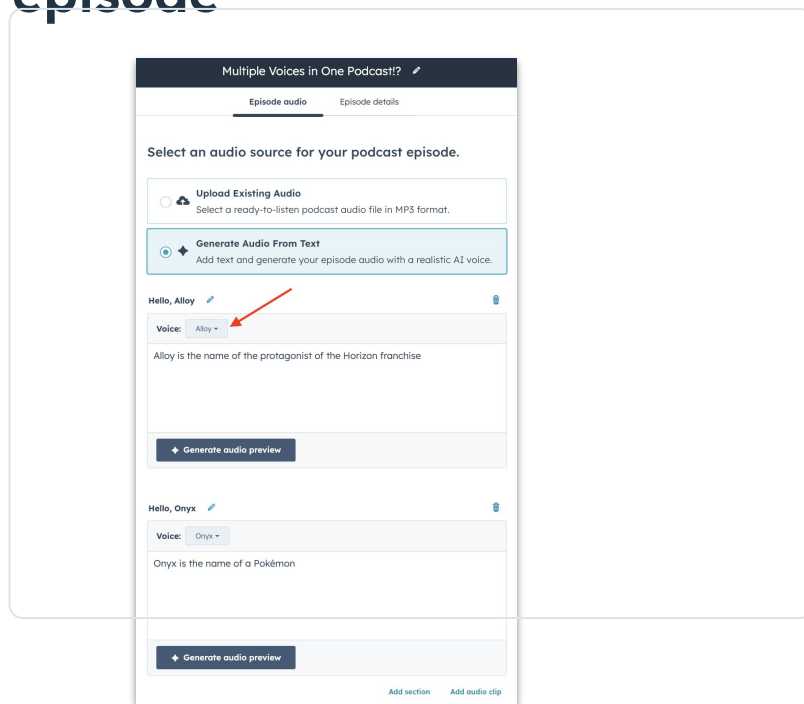 episode
Multiple Voices in One Podcast!?
Episode audio Episode details
Select an audio source for your podcast episode.
Upload Existing Audio
Select a ready-to-listen podcast audio file in MP3 format.
Generate Audio From Text
Add text and generate your episode audio with a realistic AI voice.
Hello, Alloy
Voice: Alloy
Alloy is the name of the protagonist of the Horizon franchise
Generate audio preview
Hello, Onyx
Voice: Onyx
Onyx is the name of a Pokémon
Generate audio preview
Add section Add audio clip